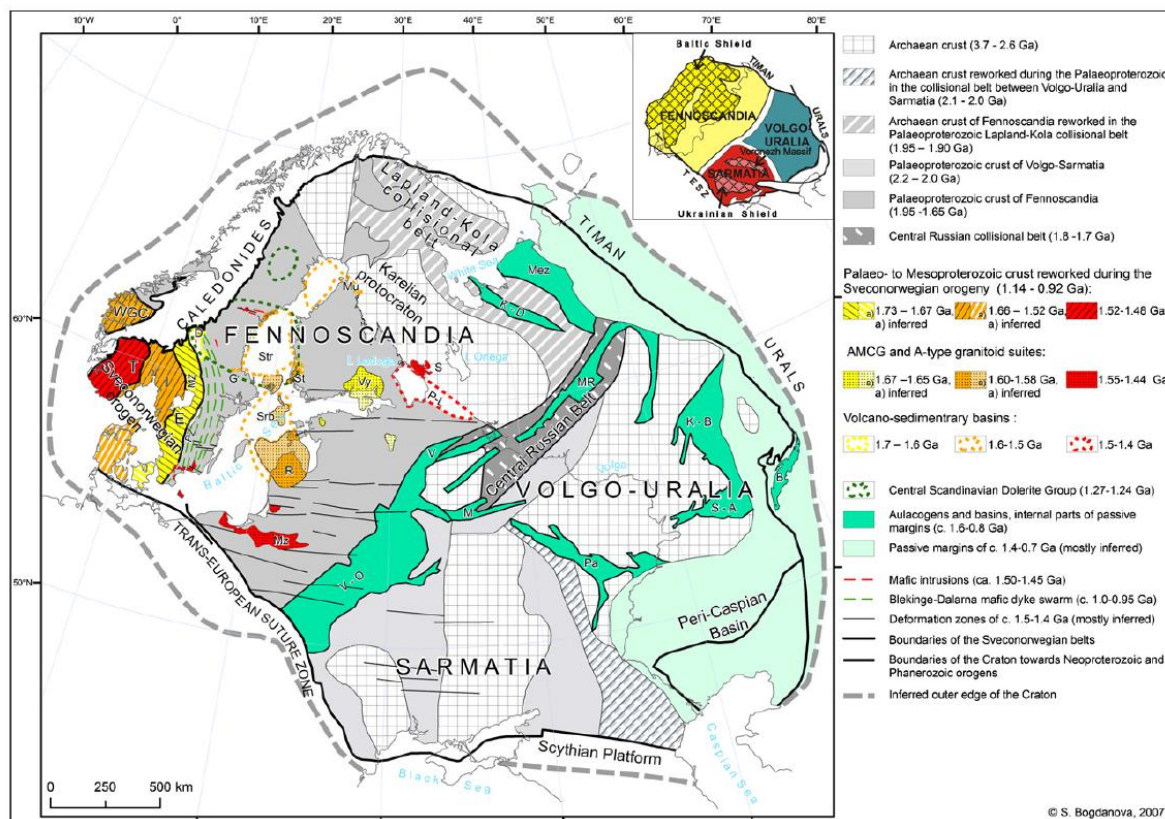 10°W
0°
10°E
20°E
30°E
40°E
50°E
60°E
70°E
80°E
60°N
50°N
Baltic Shield
TIMAN
FENNOSCANDIA
VOLGO-
URALIA
URALS
Voronezh Massif
SARMATIA
TESZ
Ukrainian Shield
Lapland-Kola
collisional
belt
TIMAN
White Sea
Mez
K-D
CALEDONIDES
Karelian
protocraton
Mu
WGC
FENNOSCANDIA
URALS
D
T
Str
L. Ladoga
L. Onega
S
MR
Sveconorwegian
orogen
Mz
G
St
Vy
P-L
K - B
E
Srb
Sea
Central Russian Belt
Volga
B
Baltic
R
V
VOLGO-URALIA
S - A
M
Mz
TRANS-EUROPEAN SUTURE ZONE
Pa
V - O
Peri-Caspian
Basin
SARMATIA
Scythian Platform
Caspian Sea
Black Sea
0 250 500 km
Archaean crust (3.7 - 2.6 Ga)
Archaean crust reworked during the Palaeoproterozoic
in the collisional belt between Volgo-Uralia and
Sarmatia (2.1 - 2.0 Ga)
Archaean crust of Fennoscandia reworked in the
Palaeoproterozoic Lapland-Kola collisional belt
(1.95 – 1.90 Ga)
Palaeoproterozoic crust of Volgo-Sarmatia
(2.2 – 2.0 Ga)
Palaeoproterozoic crust of Fennoscandia
(1.95 -1.65 Ga)
Central Russian collisional belt (1.8 -1.7 Ga)
Palaeo- to Mesoproterozoic crust reworked during the
Sveconorwegian orogeny (1.14 - 0.92 Ga):
a) 1.73 – 1.67 Ga, a) 1.66 – 1.52 Ga, 1.52-1.48 Ga
a) inferred a) inferred
AMCG and A-type granitoid suites:
a) 1.67 –1.65 Ga, a) 1.60-1.58 Ga, 1.55-1.44 Ga
a) inferred a) inferred
Volcano-sedimentary basins :
1.7 – 1.6 Ga 1.6-1.5 Ga 1.5-1.4 Ga
Central Scandinavian Dolerite Group (1.27-1.24 Ga)
Aulacogens and basins, internal parts of passive
margins (c. 1.6-0.8 Ga)
Passive margins of c. 1.4-0.7 Ga (mostly inferred)
Mafic intrusions (ca. 1.50-1.45 Ga)
Blekinge-Dalarna mafic dyke swarm (c. 1.0-0.95 Ga)
Deformation zones of c. 1.5-1.4 Ga (mostly inferred)
Boundaries of the Sveconorwegian belts
Boundaries of the Craton towards Neoproterozoic and
Phanerozoic orogens
Inferred outer edge of the Craton
© S. Bogdanova, 2007